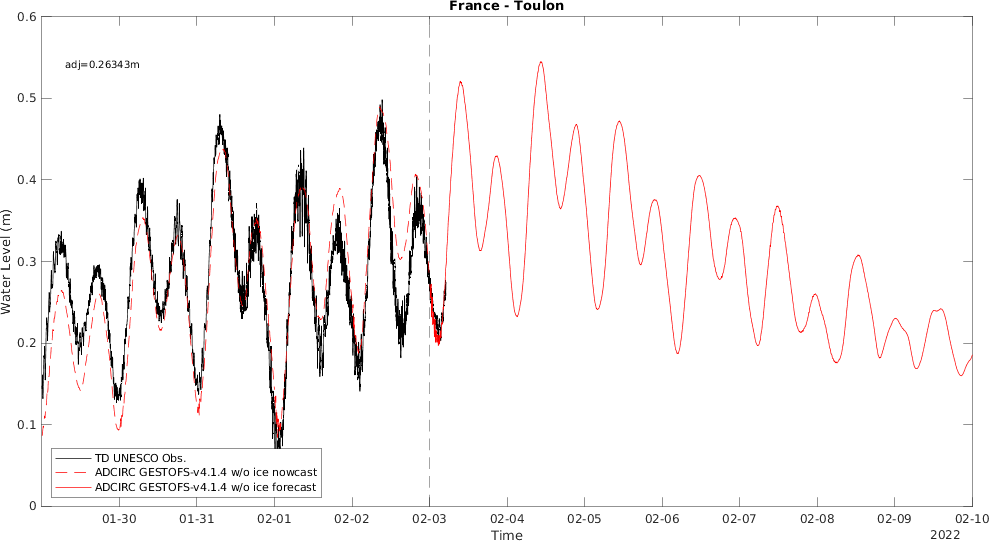 France - Toulon
adj=0.26343m
0.6
0.5
0.4
0.3
0.2
0.1
0
Water Level (m)
TD UNESCO Obs.
ADCIRC GESTOFS-v4.1.4 w/o ice nowcast
ADCIRC GESTOFS-v4.1.4 w/o ice forecast
01-30 01-31 02-01 02-02 02-03 02-04 02-05 02-06 02-07 02-08 02-09 02-10
Time
2022